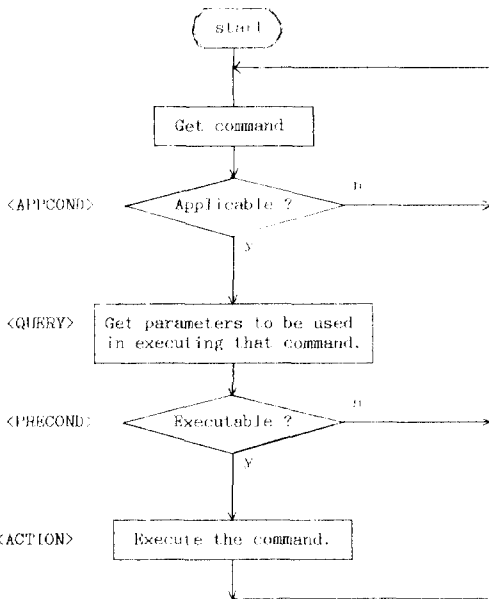 start
Get command
n
<APPCOND> Applicable ?
y
<QUERY> Get parameters to be used
in executing that command.
n
<PRECOND> Executable ?
y
<ACTION> Execute the command.